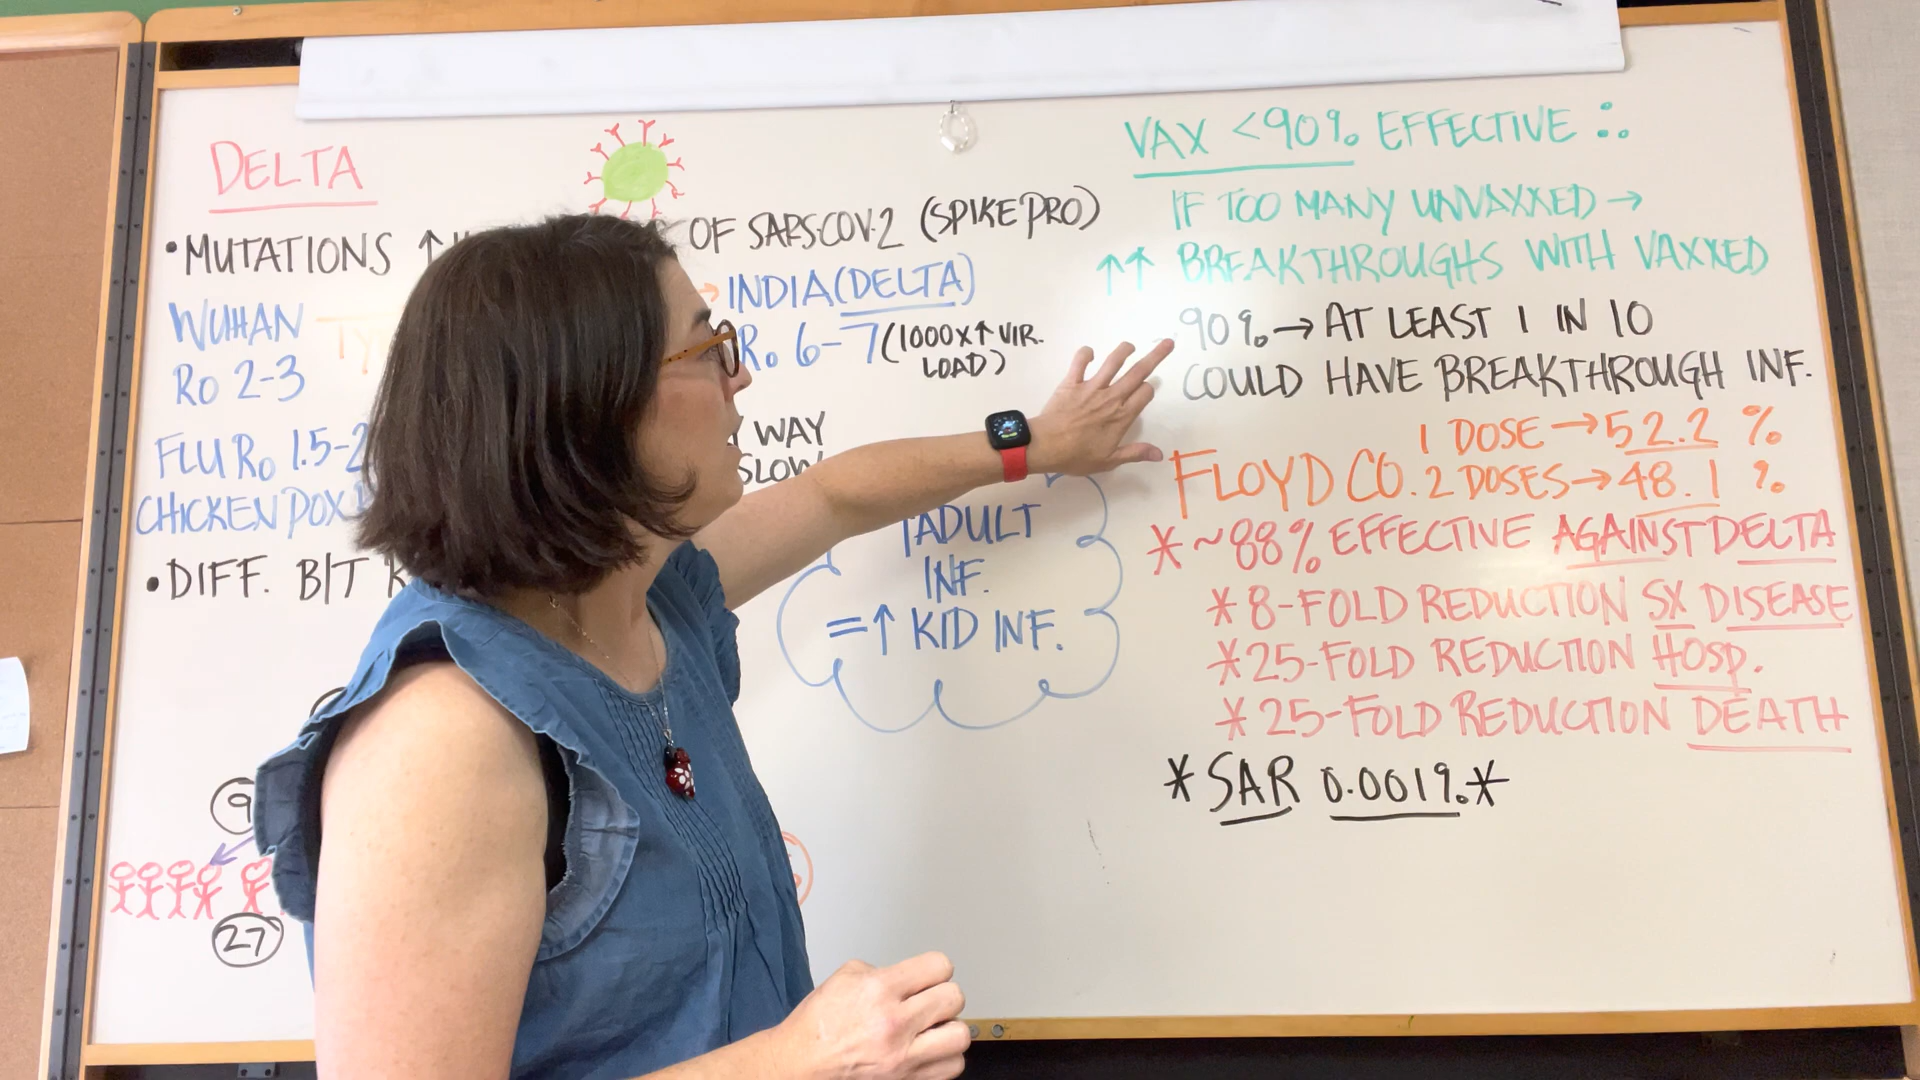 DELTA
• MUTATIONS ↑ OF SARSCOV-2 (SPIKE PRO)
WUHAN → INDIA (DELTA)
Ro 2-3 Ro 6-7 (1000X↑ VIR.
LOAD)
FLU Ro 1.5-2 WAY
CHICKEN POX SLOW
• DIFF. B/T
↑ADULT
INF.
=↑ KID INF.
9
27
VAX <90% EFFECTIVE ∴
IF TOO MANY UNVAXXED →
↑↑ BREAKTHROUGHS WITH VAXXED
90% → AT LEAST 1 IN 10
COULD HAVE BREAKTHROUGH INF.
1 DOSE → 52.2 %
FLOYD CO. 2 DOSES → 48.1 %
* ~88% EFFECTIVE AGAINST DELTA
* 8-FOLD REDUCTION SX DISEASE
* 25-FOLD REDUCTION HOSP.
* 25-FOLD REDUCTION DEATH
* SAR 0.001% *